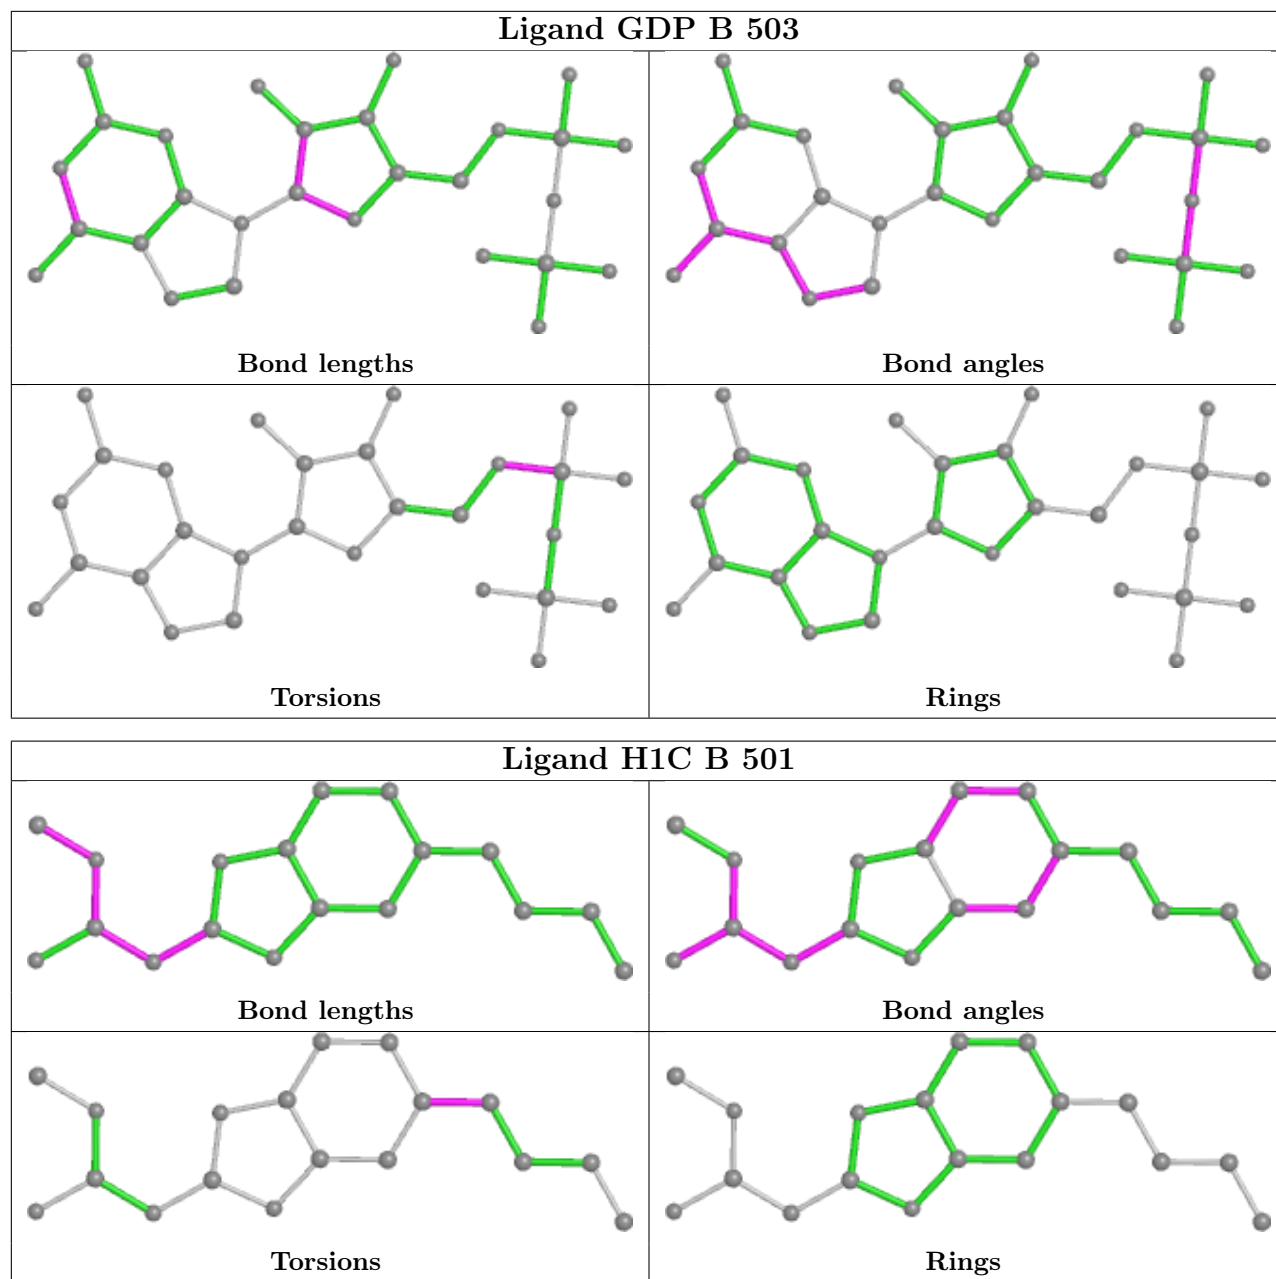 Ligand GDP B 503
Bond lengths
Bond angles
Torsions
Rings
Ligand H1C B 501
Bond lengths
Bond angles
Torsions
Rings